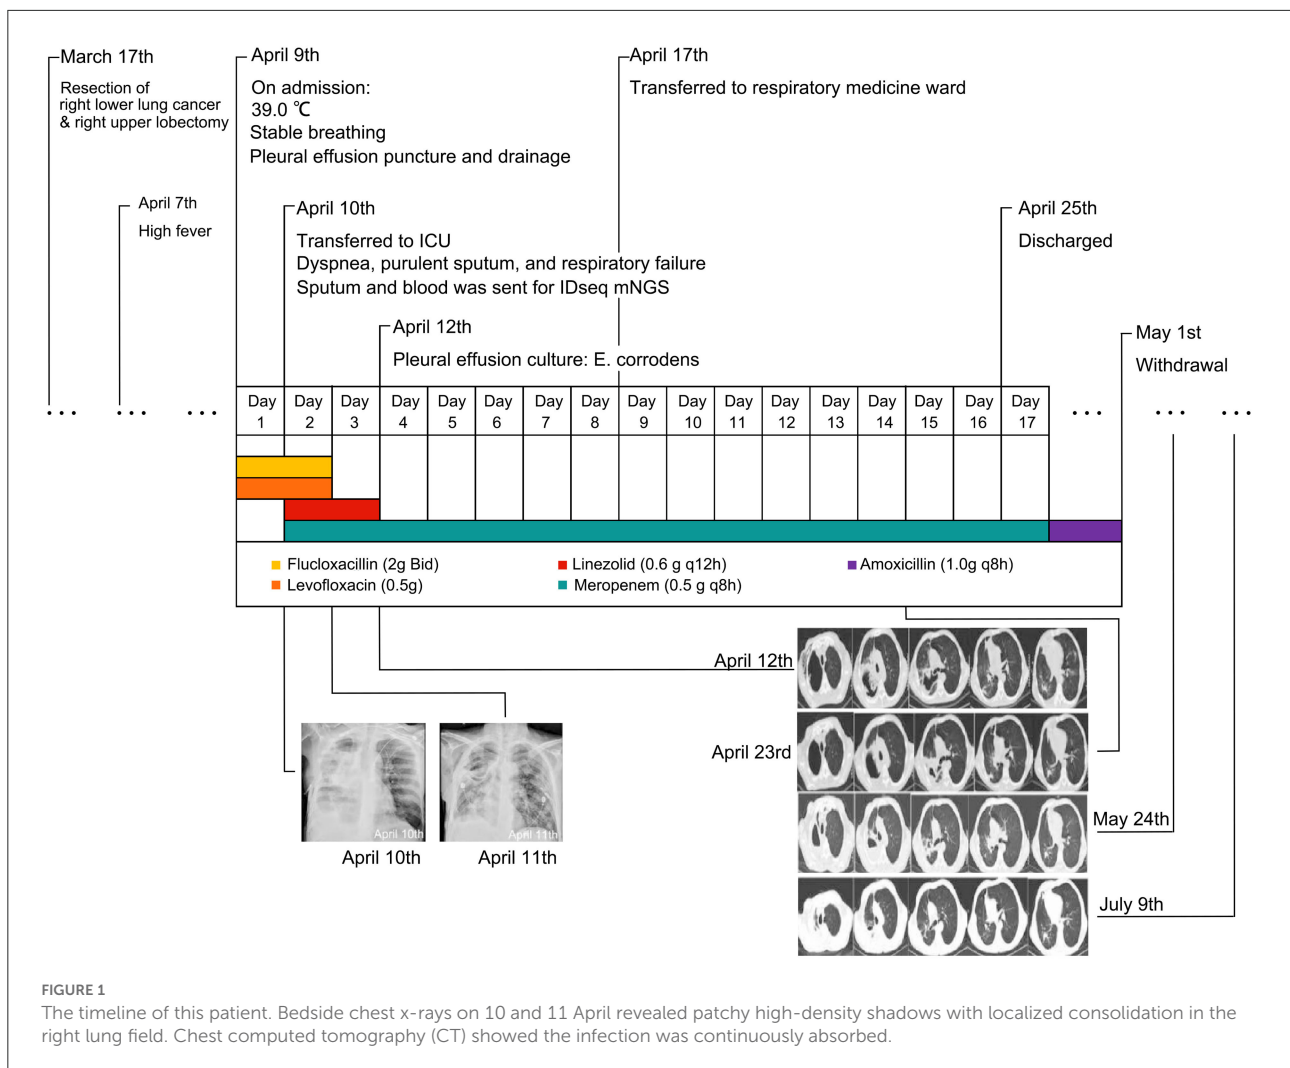 March 17th
Resection of
right lower lung cancer
& right upper lobectomy
April 7th
High fever
April 9th
On admission:
39.0 ℃
Stable breathing
Pleural effusion puncture and drainage
April 10th
Transferred to ICU
Dyspnea, purulent sputum, and respiratory failure
Sputum and blood was sent for IDseq mNGS
April 12th
Pleural effusion culture: E. corrodens
April 17th
Transferred to respiratory medicine ward
April 25th
Discharged
May 1st
Withdrawal
... ... ...
Day 1
Day 2
Day 3
Day 4
Day 5
Day 6
Day 7
Day 8
Day 9
Day 10
Day 11
Day 12
Day 13
Day 14
Day 15
Day 16
Day 17
... ... ...
Flucloxacillin (2g Bid)
Levofloxacin (0.5g)
Linezolid (0.6 g q12h)
Meropenem (0.5 g q8h)
Amoxicillin (1.0g q8h)
April 10th
April 10th
April 11th
April 11th
April 12th
April 23rd
May 24th
July 9th
FIGURE 1
The timeline of this patient. Bedside chest x-rays on 10 and 11 April revealed patchy high-density shadows with localized consolidation in the
right lung field. Chest computed tomography (CT) showed the infection was continuously absorbed.